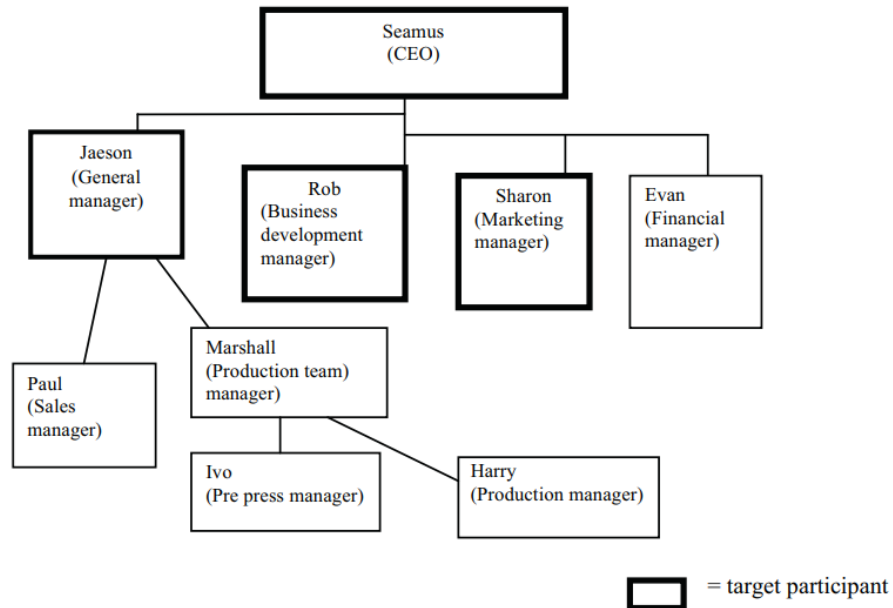 Seamus
(CEO)
Jaeson
(General
manager)
Rob
(Business
development
manager)
Sharon
(Marketing
manager)
Evan
(Financial
manager)
Marshall
(Production team)
manager)
Paul
(Sales
manager)
Ivo
(Pre press manager)
Harry
(Production manager)
= target participant